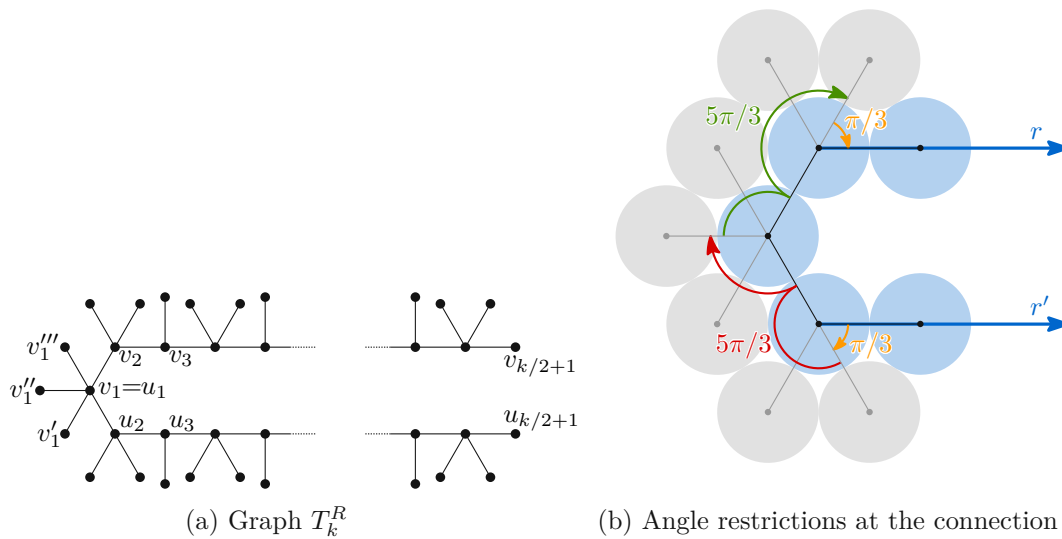 5π/3
π/3
r
v₁'''
v₂
v₃
v_{k/2+1}
v₁''
v₁=u₁
v₁'
u₂
u₃
u_{k/2+1}
r'
5π/3
π/3
(a) Graph T_k^R
(b) Angle restrictions at the connection